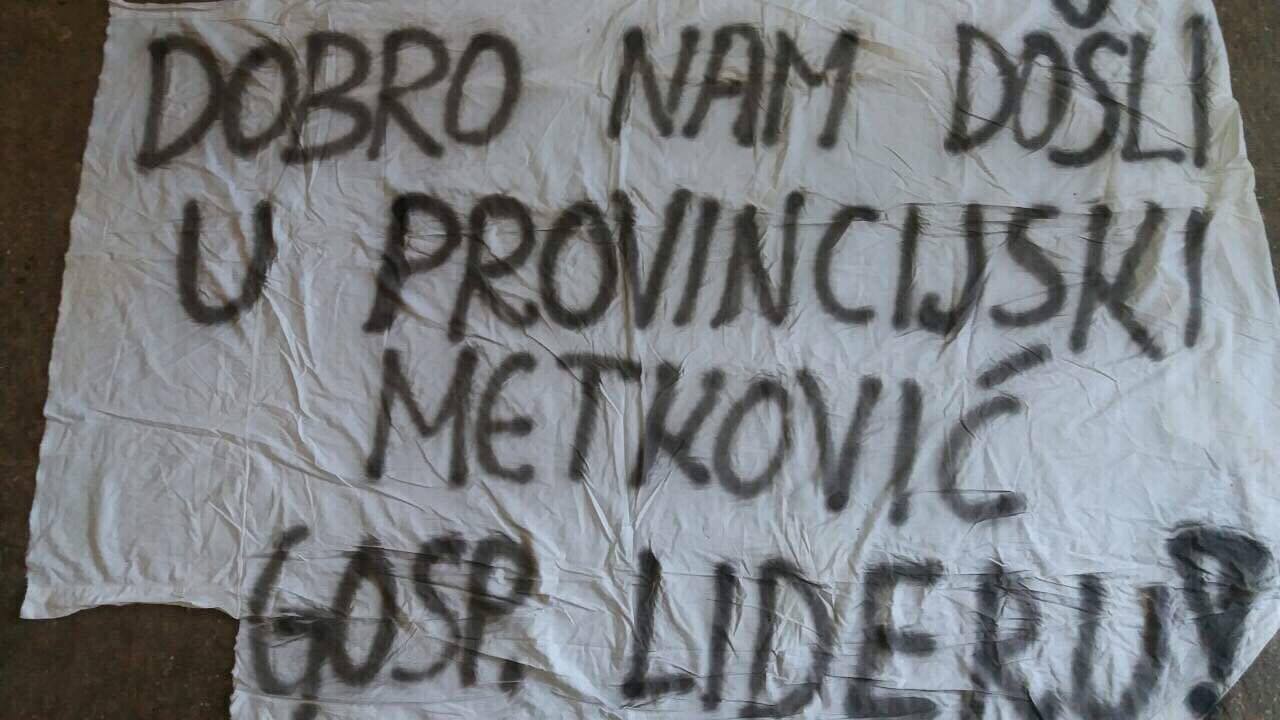 DOBRO NAM DOŠLI
U PROVINCIJSKI
METKOVIĆ
GOSP. LIDERU!